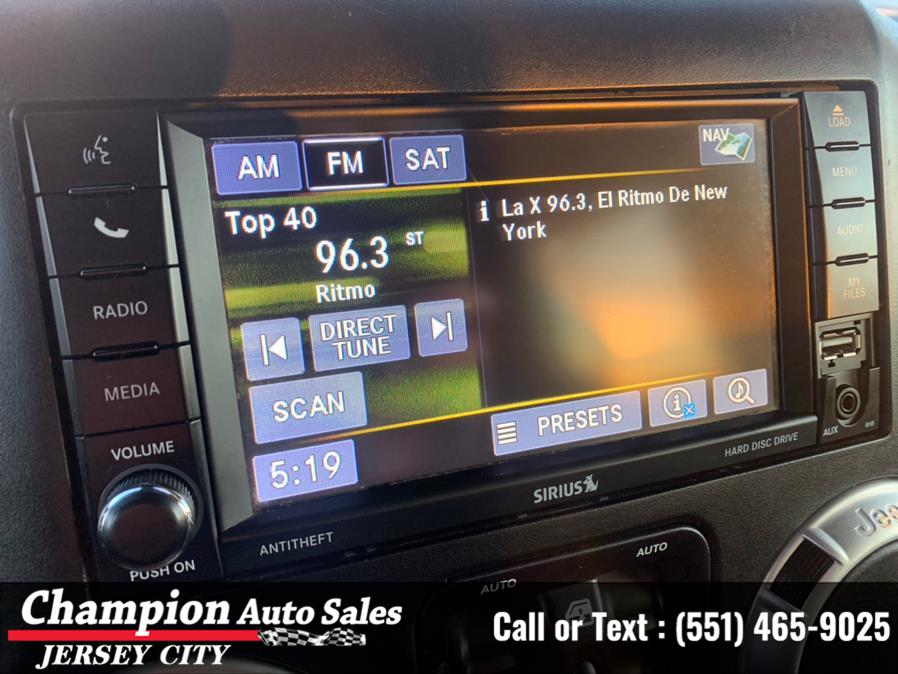 AM FM SAT NAV
Top 40
96.3 ST
Ritmo
i La X 96.3, El Ritmo De New
York
DIRECT
TUNE
SCAN
5:19
PRESETS
i
RADIO
MEDIA
VOLUME
PUSH ON
LOAD
MENU
AUDIO
MY
FILES
AUX
ANTITHEFT
SIRIUS
HARD DISC DRIVE
AUTO
AUTO
Jee
Champion Auto Sales
JERSEY CITY
Call or Text : (551) 465-9025